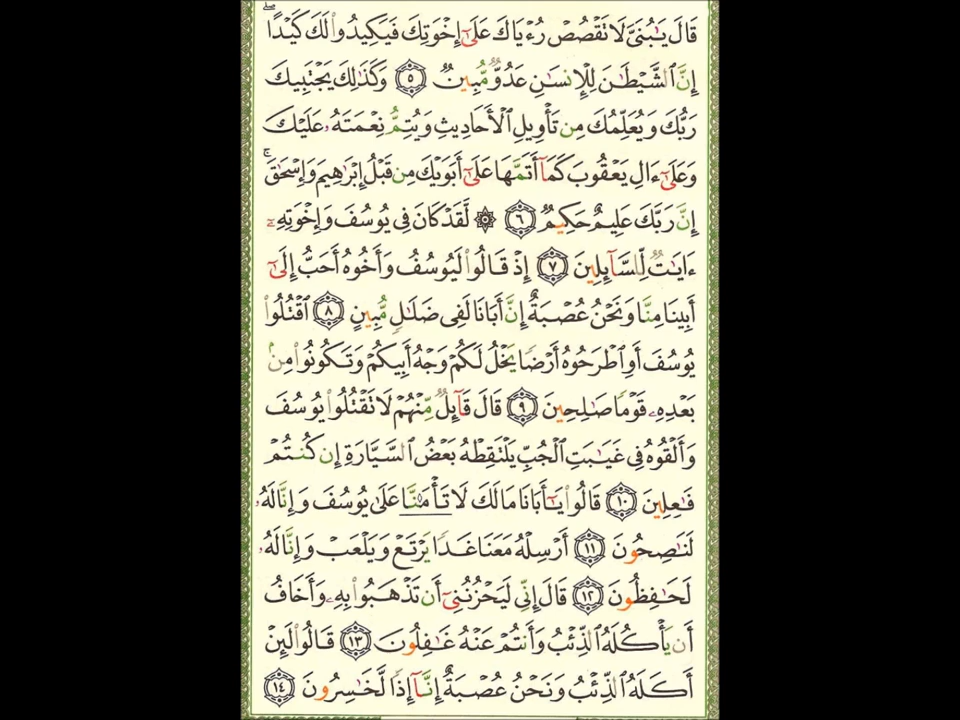 قَالَ يَـٰبُنَىَّ لَا تَقْصُصْ رُءْيَاكَ عَلَىٰٓ إِخْوَتِكَ فَيَكِيدُوا۟ لَكَ كَيْدًا ۖ
إِنَّ ٱلشَّيْطَـٰنَ لِلْإِنسَـٰنِ عَدُوٌّ مُّبِينٌ ٥ وَكَذَٰلِكَ يَجْتَبِيكَ
رَبُّكَ وَيُعَلِّمُكَ مِن تَأْوِيلِ ٱلْأَحَادِيثِ وَيُتِمُّ نِعْمَتَهُۥ عَلَيْكَ
وَعَلَىٰٓ ءَالِ يَعْقُوبَ كَمَآ أَتَمَّهَا عَلَىٰٓ أَبَوَيْكَ مِن قَبْلُ إِبْرَٰهِيمَ وَإِسْحَـٰقَ ۚ
إِنَّ رَبَّكَ عَلِيمٌ حَكِيمٌ ٦ ۞ لَّقَدْ كَانَ فِى يُوسُفَ وَإِخْوَتِهِۦٓ
ءَايَـٰتٌ لِّلسَّآئِلِينَ ٧ إِذْ قَالُوا۟ لَيُوسُفُ وَأَخُوهُ أَحَبُّ إِلَىٰٓ
أَبِينَا مِنَّا وَنَحْنُ عُصْبَةٌ إِنَّ أَبَانَا لَفِى ضَلَـٰلٍ مُّبِينٍ ٨ ٱقْتُلُوا۟
يُوسُفَ أَوِ ٱطْرَحُوهُ أَرْضًا يَخْلُ لَكُمْ وَجْهُ أَبِيكُمْ وَتَكُونُوا۟ مِنۢ
بَعْدِهِۦ قَوْمًا صَـٰلِحِينَ ٩ قَالَ قَآئِلٌ مِّنْهُمْ لَا تَقْتُلُوا۟ يُوسُفَ
وَأَلْقُوهُ فِى غَيَـٰبَتِ ٱلْجُبِّ يَلْتَقِطْهُ بَعْضُ ٱلسَّيَّارَةِ إِن كُنتُمْ
فَـٰعِلِينَ ١٠ قَالُوا۟ يَـٰٓأَبَانَا مَالَكَ لَا تَأْمَ۫نَّا عَلَىٰ يُوسُفَ وَإِنَّا لَهُۥ
لَنَـٰصِحُونَ ١١ أَرْسِلْهُ مَعَنَا غَدًا يَرْتَعْ وَيَلْعَبْ وَإِنَّا لَهُۥ
لَحَـٰفِظُونَ ١٢ قَالَ إِنِّى لَيَحْزُنُنِىٓ أَن تَذْهَبُوا۟ بِهِۦ وَأَخَافُ
أَن يَأْكُلَهُ ٱلذِّئْبُ وَأَنتُمْ عَنْهُ غَـٰفِلُونَ ١٣ قَالُوا۟ لَئِنْ
أَكَلَهُ ٱلذِّئْبُ وَنَحْنُ عُصْبَةٌ إِنَّآ إِذًا لَّخَـٰسِرُونَ ١٤